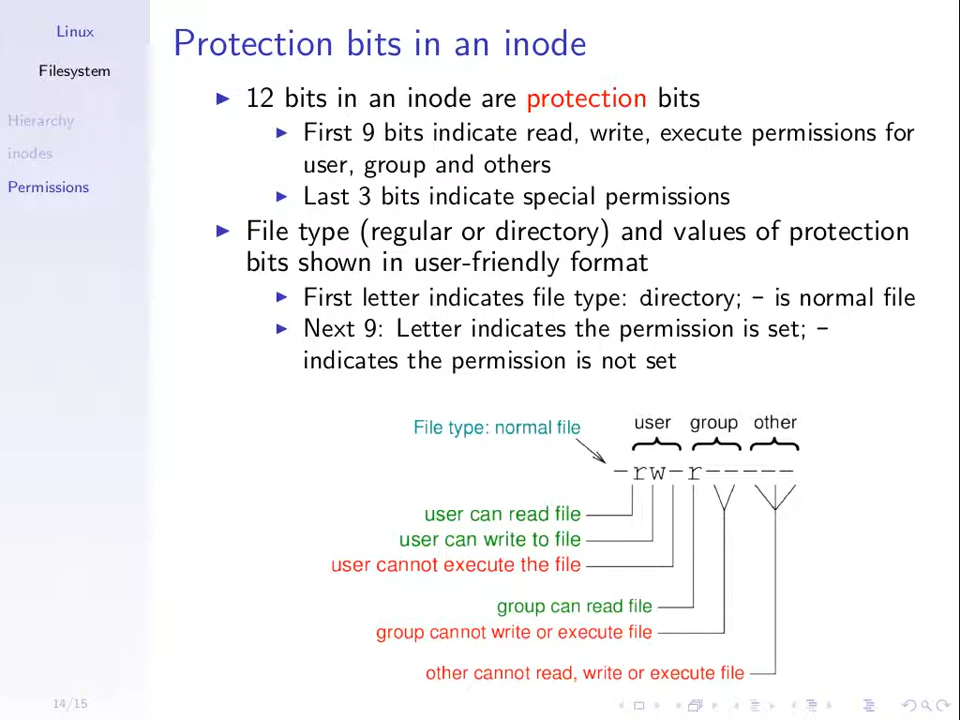 Linux
Filesystem
Hierarchy
inodes
Permissions
Protection bits in an inode
12 bits in an inode are protection bits
First 9 bits indicate read, write, execute permissions for
user, group and others
Last 3 bits indicate special permissions
File type (regular or directory) and values of protection
bits shown in user-friendly format
First letter indicates file type: directory; - is normal file
Next 9: Letter indicates the permission is set; -
indicates the permission is not set
File type: normal file
user group other
-rw-r-----
user can read file
user can write to file
user cannot execute the file
group can read file
group cannot write or execute file
other cannot read, write or execute file
14/15